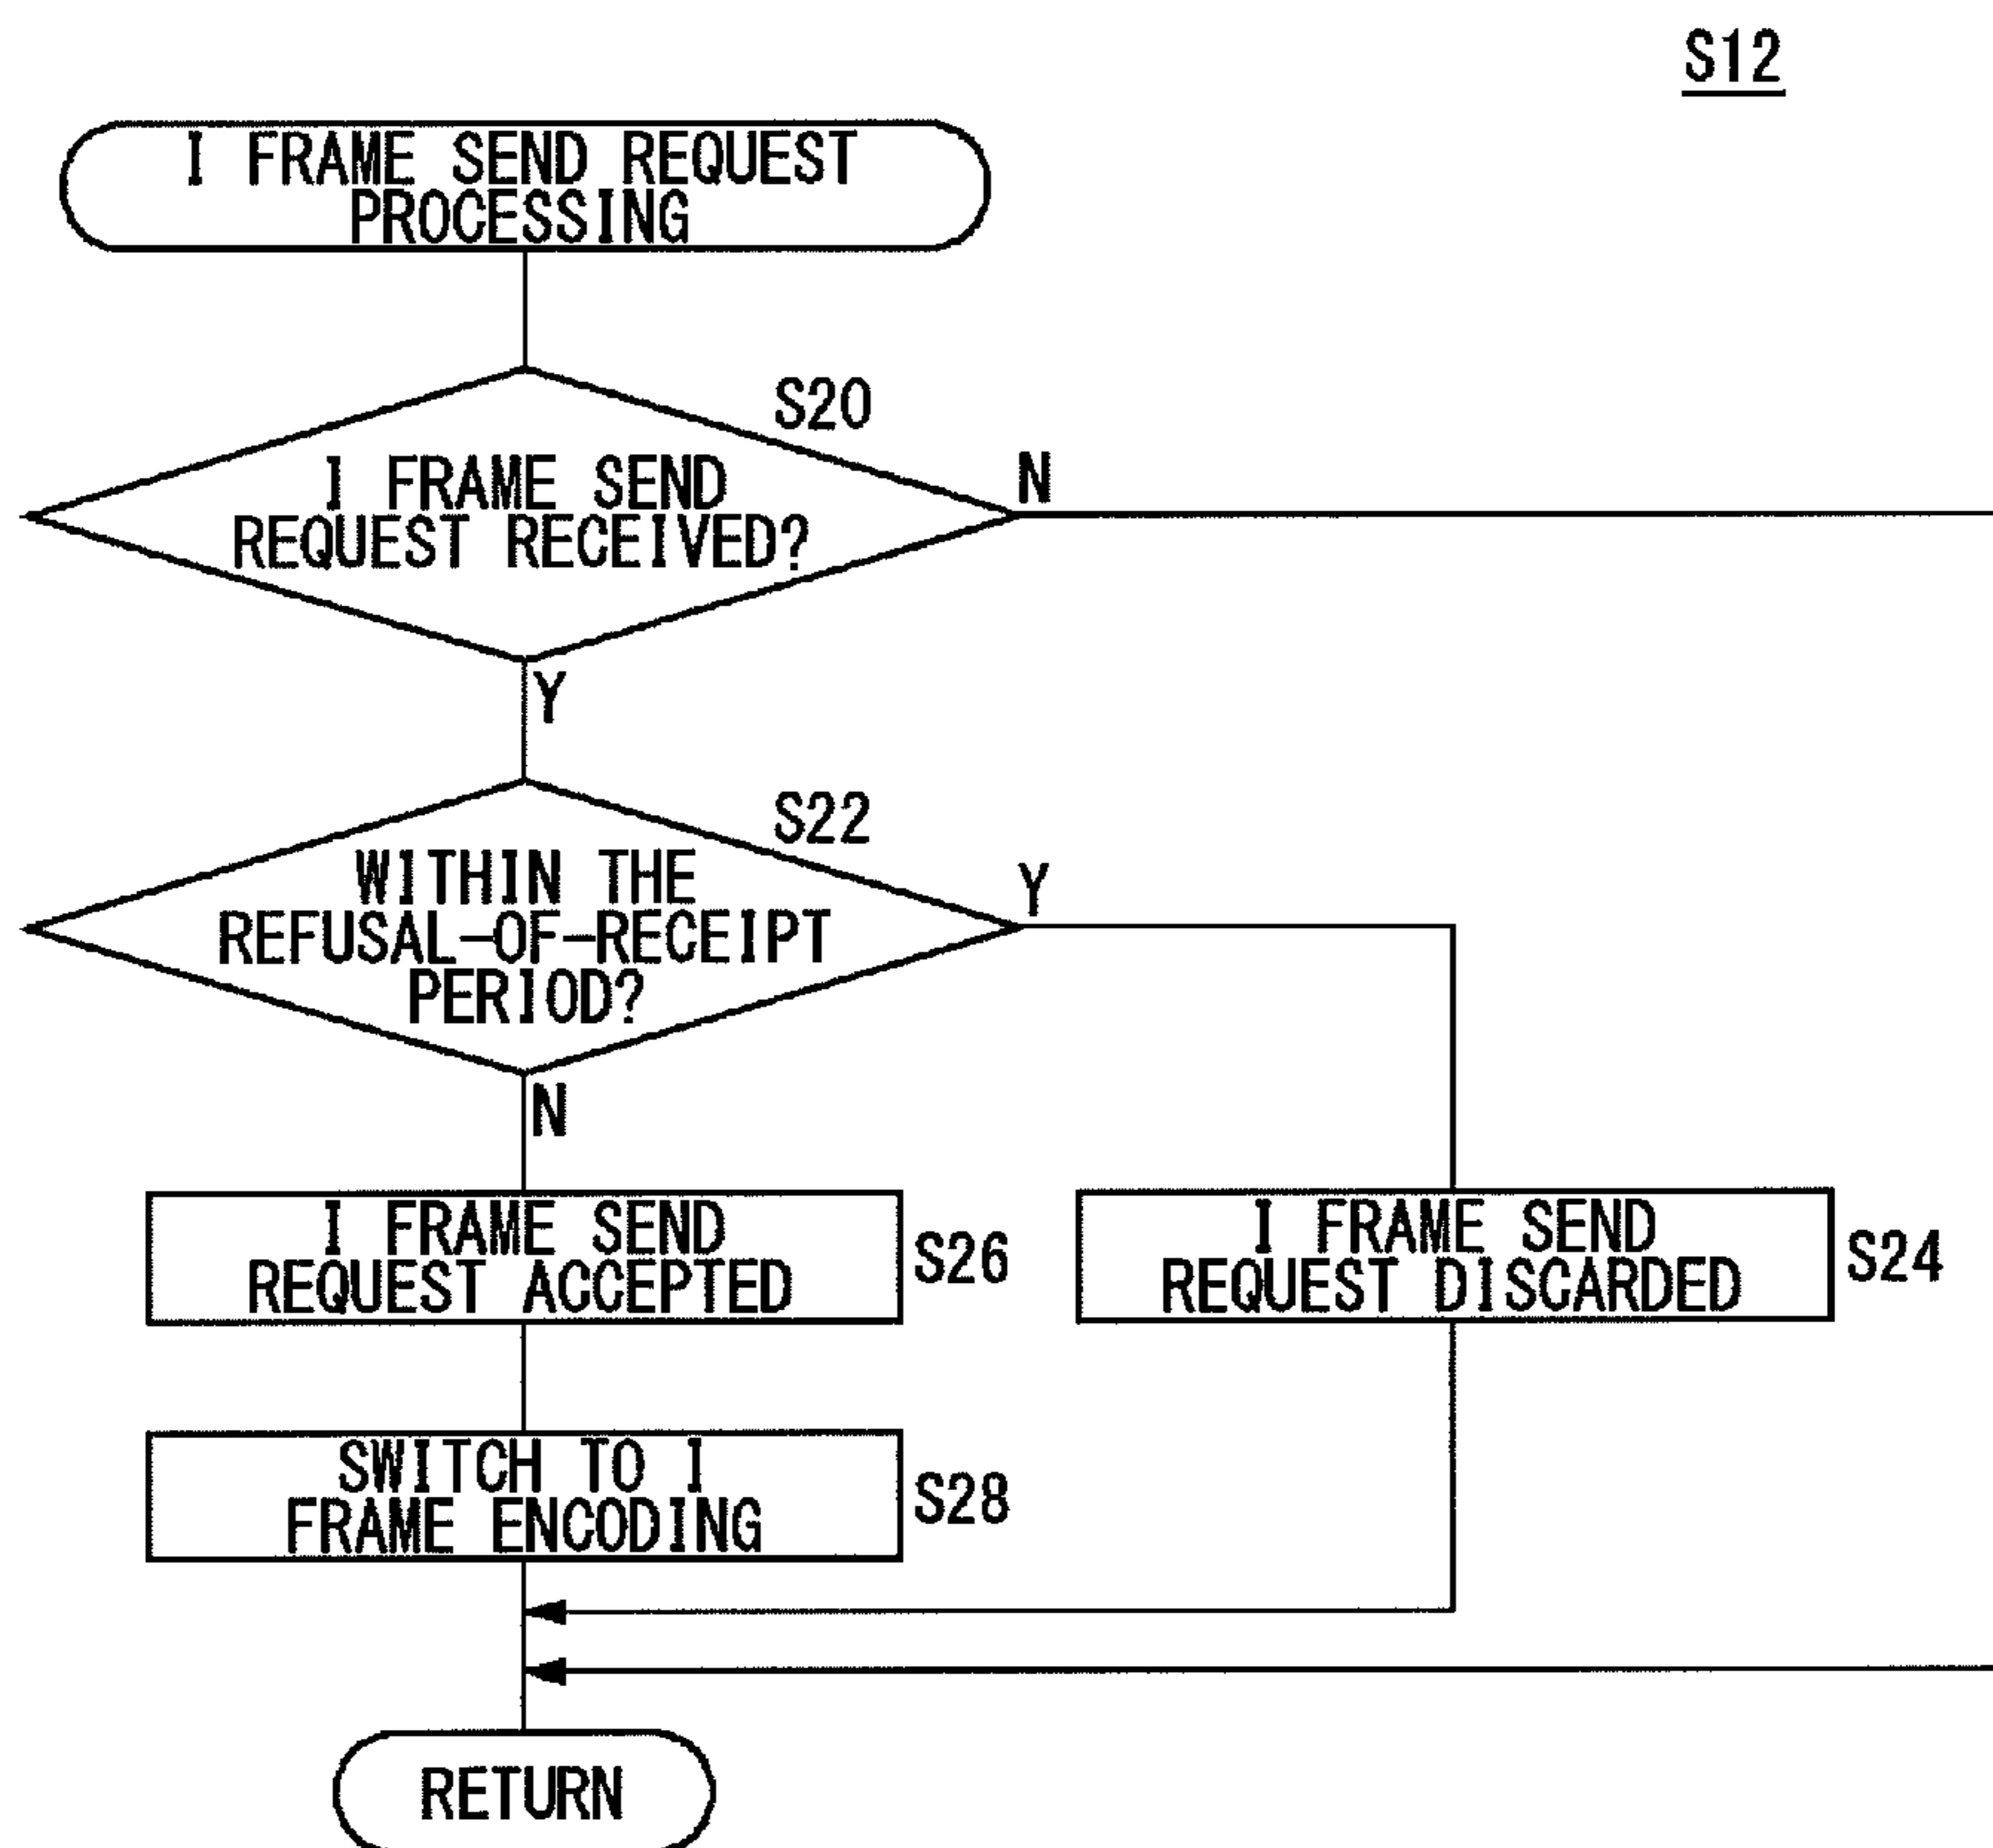 S12
I FRAME SEND REQUEST
PROCESSING
S20
I FRAME SEND
REQUEST RECEIVED?
N
Y
S22
WITHIN THE
REFUSAL-OF-RECEIPT
PERIOD?
Y
N
I FRAME SEND
REQUEST ACCEPTED
S26
I FRAME SEND
REQUEST DISCARDED
S24
SWITCH TO I
FRAME ENCODING
S28
RETURN